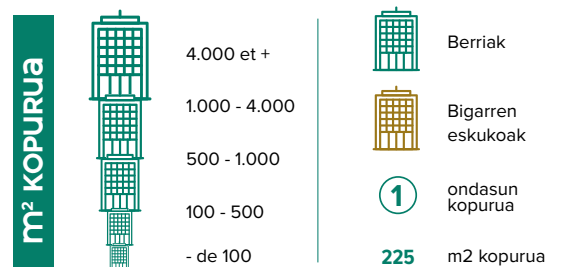 m² KOPURUA
4.000 et +
1.000 - 4.000
500 - 1.000
100 - 500
- de 100
Berriak
Bigarren
eskukoak
1
ondasun
kopurua
225
m2 kopurua